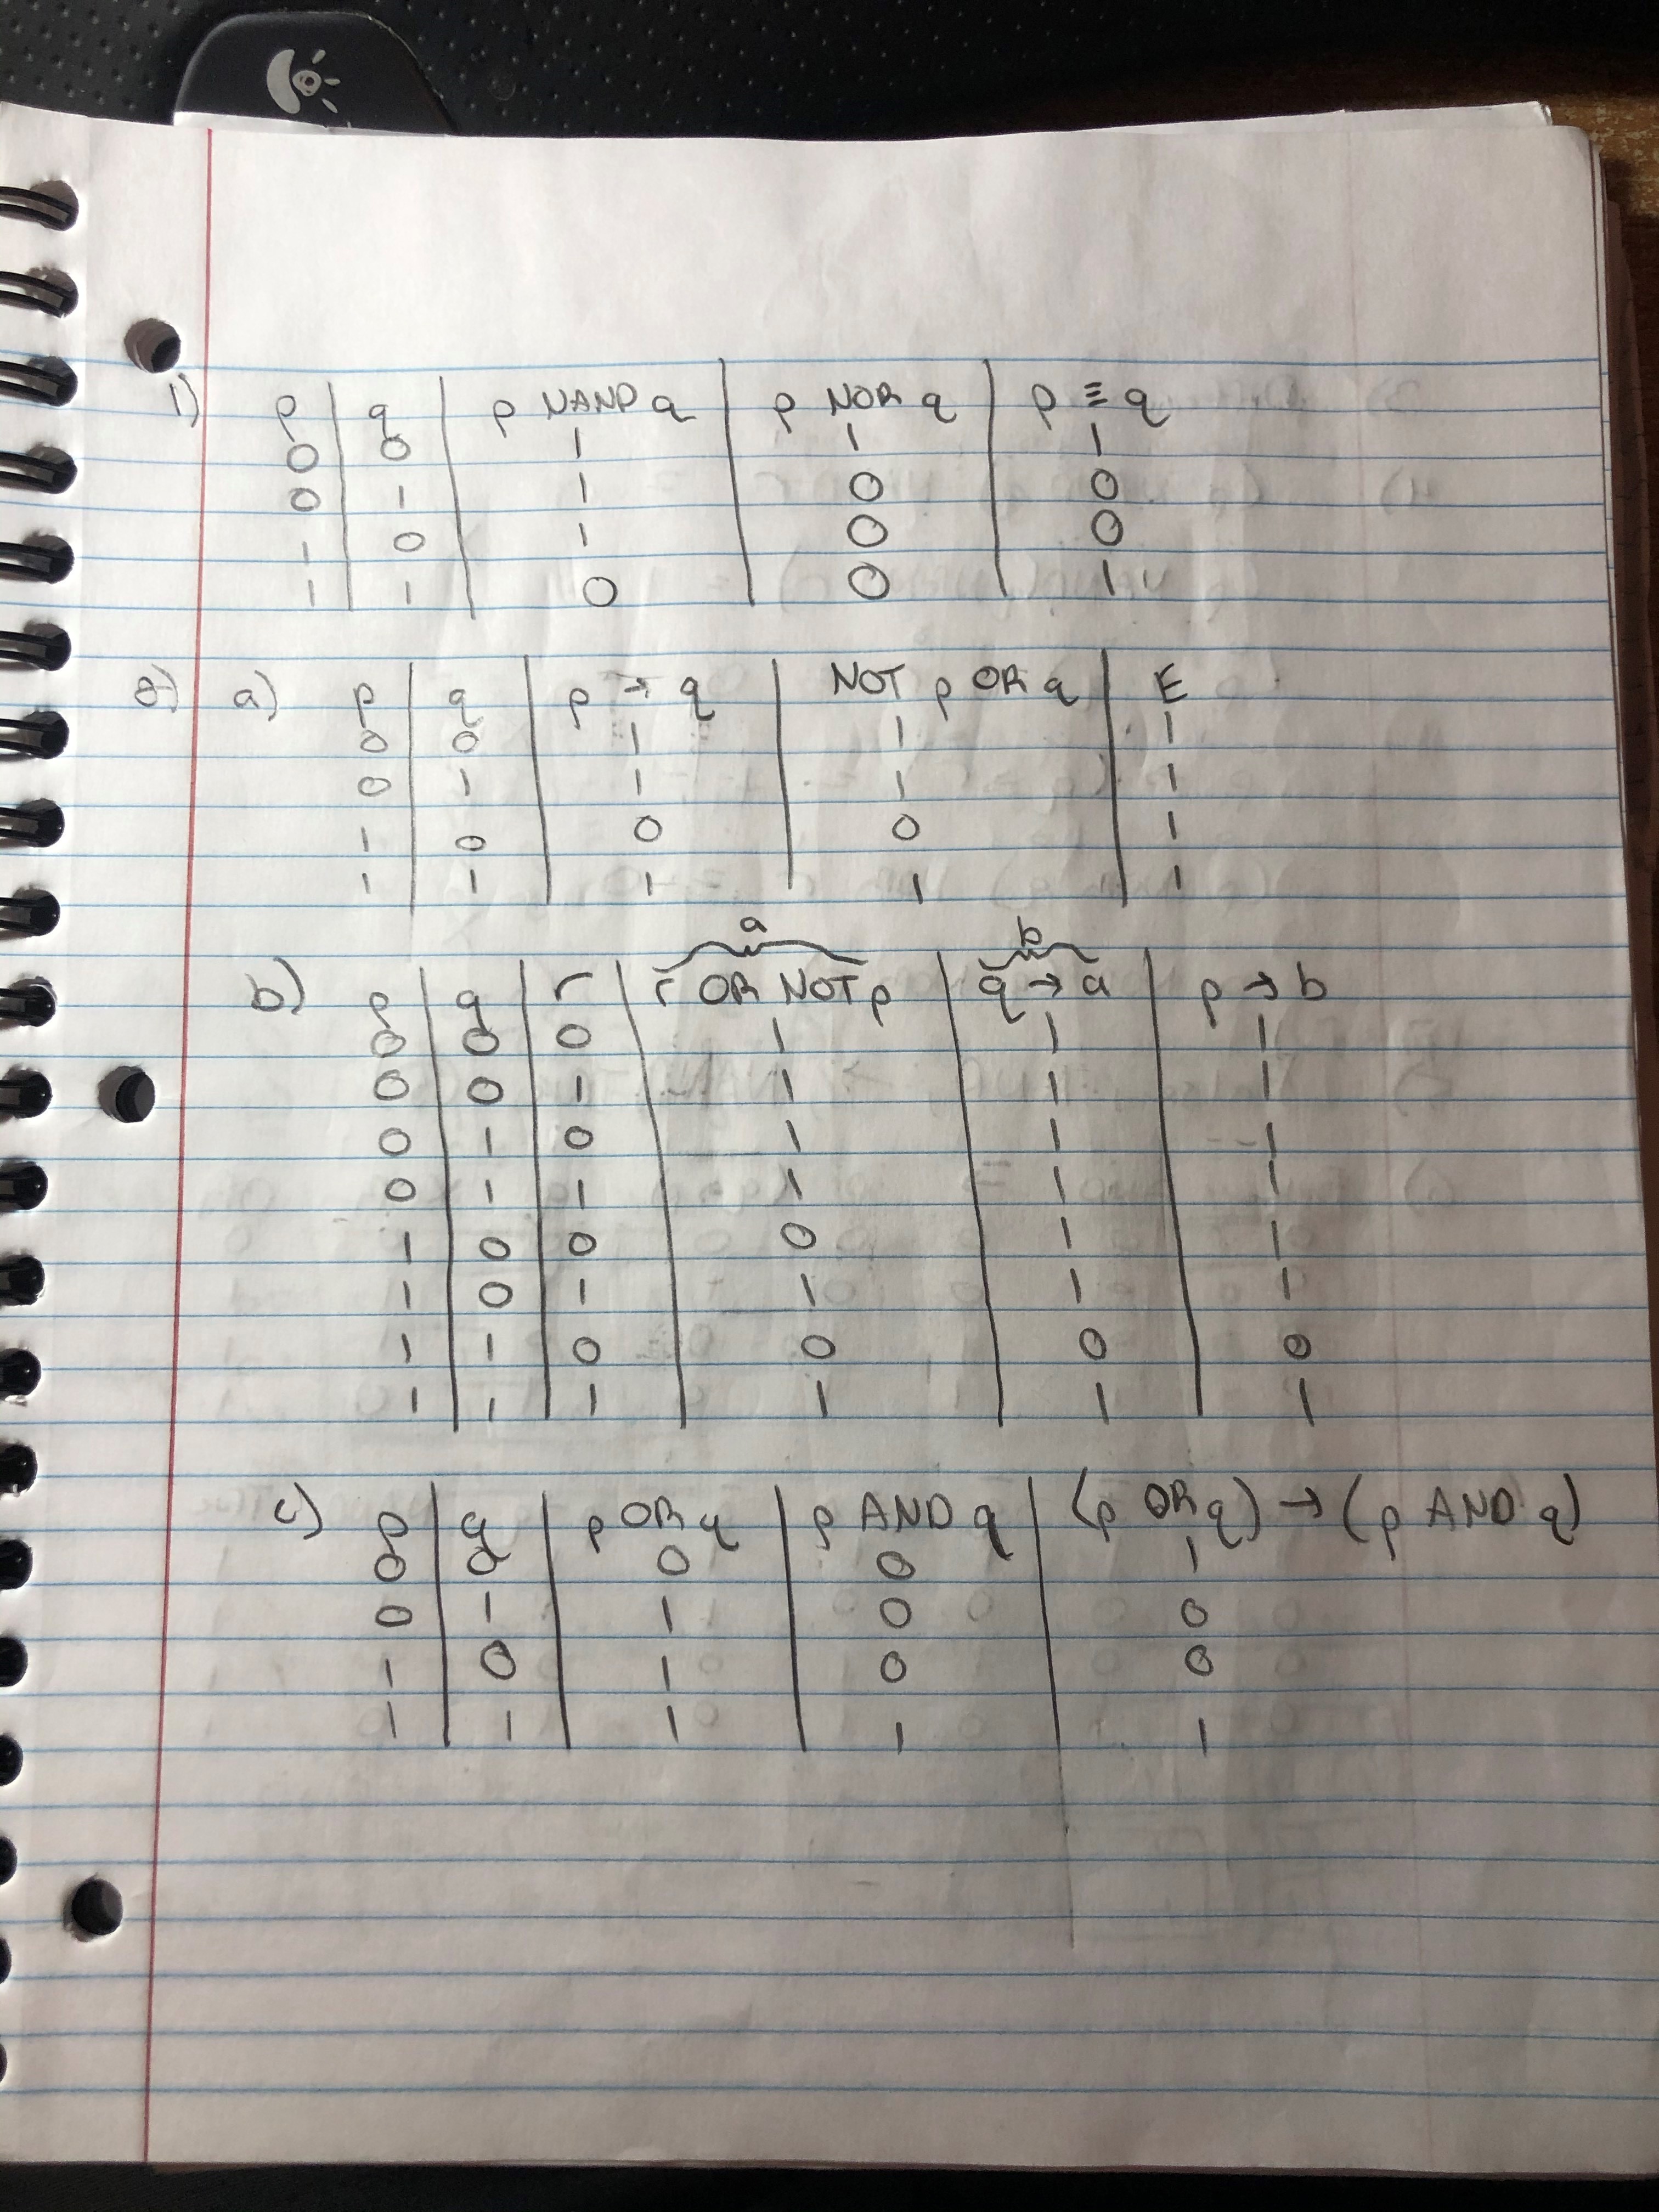 1) p | q | p NAND q | p NOR q | p ≡ q
0 | 0 | 1 | 1 | 1
0 | 1 | 1 | 0 | 0
1 | 0 | 1 | 0 | 0
1 | 1 | 0 | 0 | 1
2) a) p | q | p → q | NOT p OR q | E
0 | 0 | 1 | 1 | 1
0 | 1 | 1 | 1 | 1
1 | 0 | 0 | 0 | 1
1 | 1 | 1 | 1 | 1
a b
b) p | q | r | r OR NOT p | q → a | p → b
0 | 0 | 0 | 1 | 1 | 1
0 | 0 | 1 | 1 | 1 | 1
0 | 1 | 0 | 1 | 1 | 1
0 | 1 | 1 | 1 | 1 | 1
1 | 0 | 0 | 0 | 1 | 1
1 | 0 | 1 | 1 | 1 | 1
1 | 1 | 0 | 0 | 0 | 0
1 | 1 | 1 | 1 | 1 | 1
c) p | q | p OR q | p AND q | (p OR q) → (p AND q)
0 | 0 | 0 | 0 | 1
0 | 1 | 1 | 0 | 0
1 | 0 | 1 | 0 | 0
1 | 1 | 1 | 1 | 1